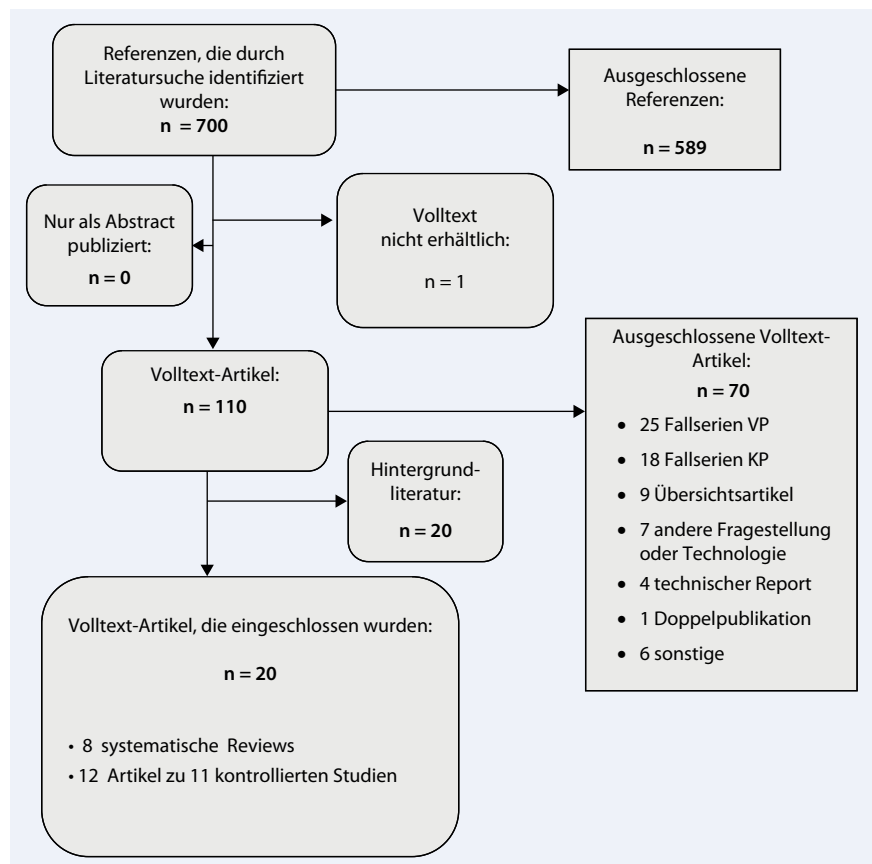 Referenzen, die durch
Literatursuche identifiziert
wurden:
n = 700
Ausgeschlossene
Referenzen:
n = 589
Nur als Abstract
publiziert:
n = 0
Volltext
nicht erhältlich:
n = 1
Volltext-Artikel:
n = 110
Ausgeschlossene Volltext-
Artikel:
n = 70
• 25 Fallserien VP
• 18 Fallserien KP
• 9 Übersichtsartikel
• 7 andere Fragestellung
oder Technologie
• 4 technischer Report
• 1 Doppelpublikation
• 6 sonstige
Hintergrund-
literatur:
n = 20
Volltext-Artikel, die eingeschlossen wurden:
n = 20
• 8 systematische Reviews
• 12 Artikel zu 11 kontrollierten Studien